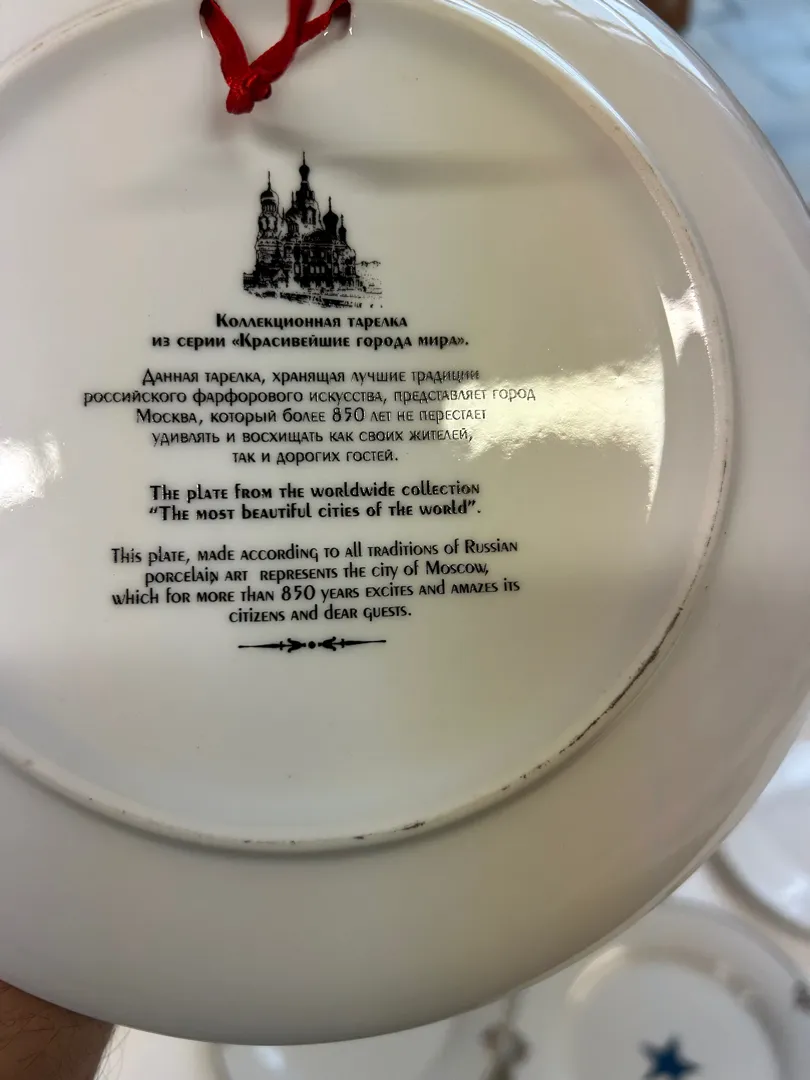 Коллекционная тарелка
из серии «Красивейшие города мира».
Данная тарелка, хранящая лучшие традиции
российского фарфорового искусства, представляет город
Москва, который более 850 лет не перестает
удивлять и восхищать как своих жителей,
так и дорогих гостей.
The plate from the worldwide collection
"The most beautiful cities of the world".
This plate, made according to all traditions of Russian
porcelain art represents the city of Moscow,
which for more than 850 years excites and amazes its
citizens and dear guests.